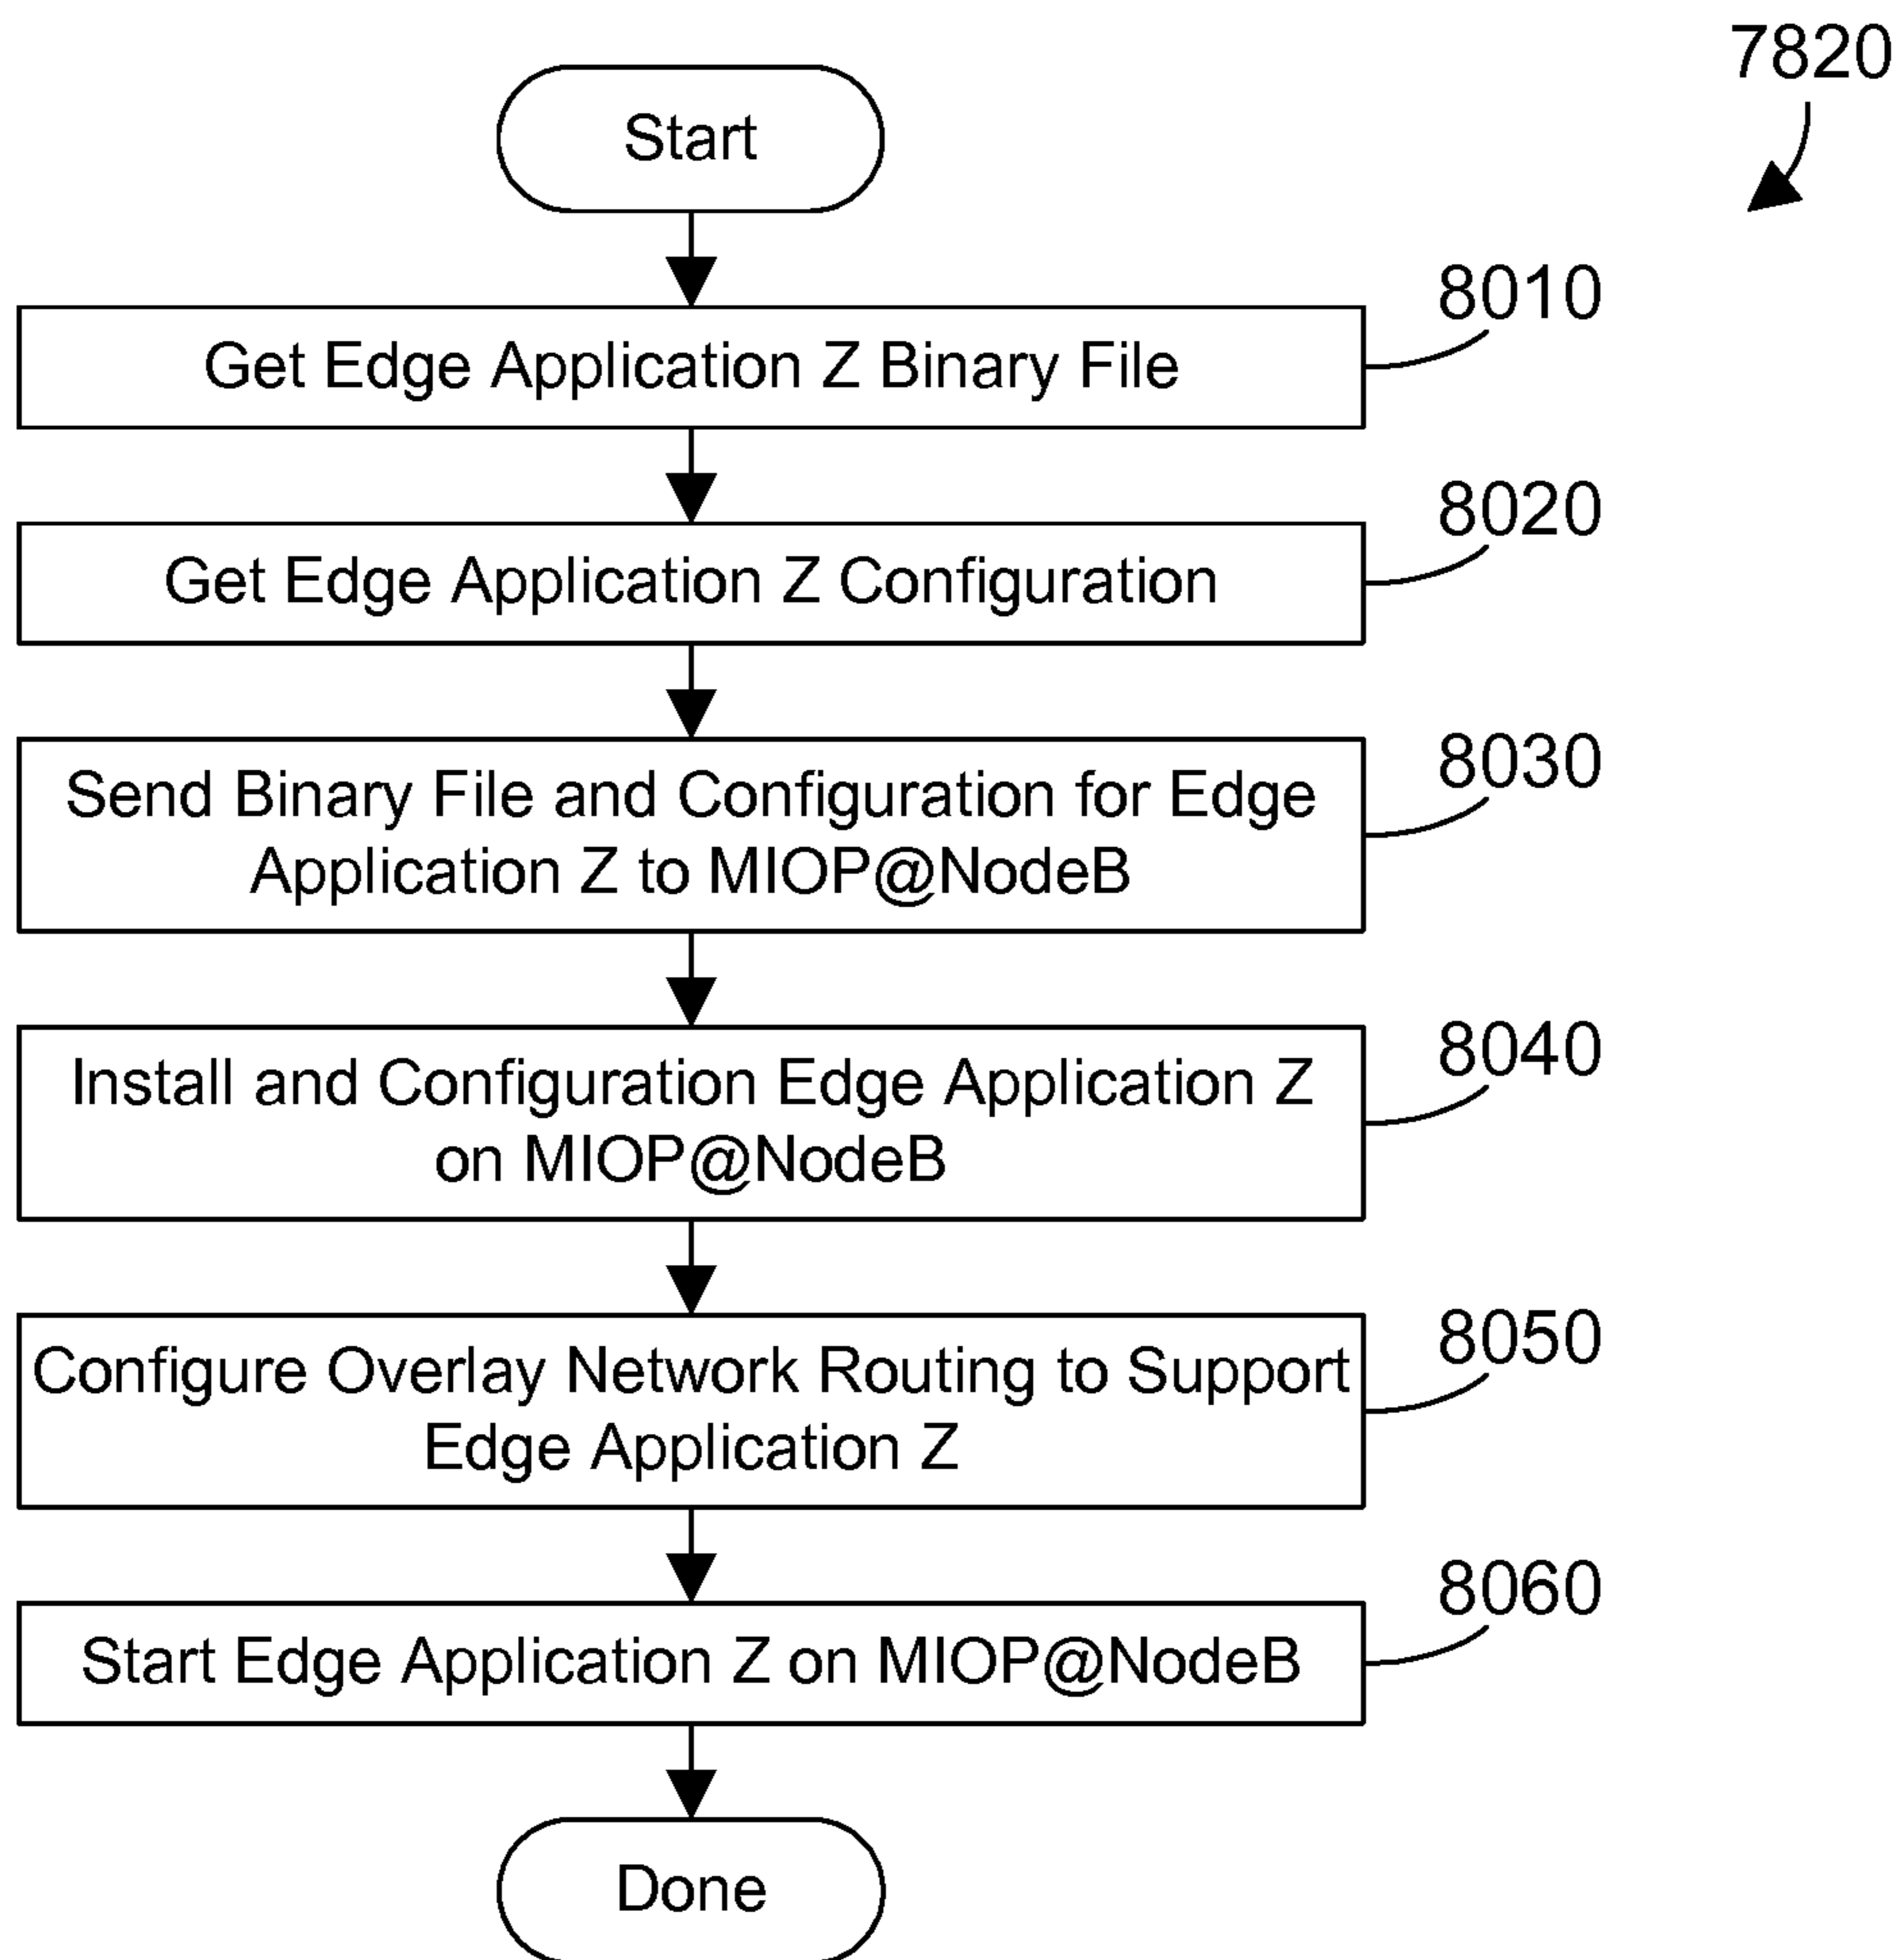 7820
Start
8010
Get Edge Application Z Binary File
8020
Get Edge Application Z Configuration
8030
Send Binary File and Configuration for Edge
Application Z to MIOP@NodeB
8040
Install and Configuration Edge Application Z
on MIOP@NodeB
8050
Configure Overlay Network Routing to Support
Edge Application Z
8060
Start Edge Application Z on MIOP@NodeB
Done